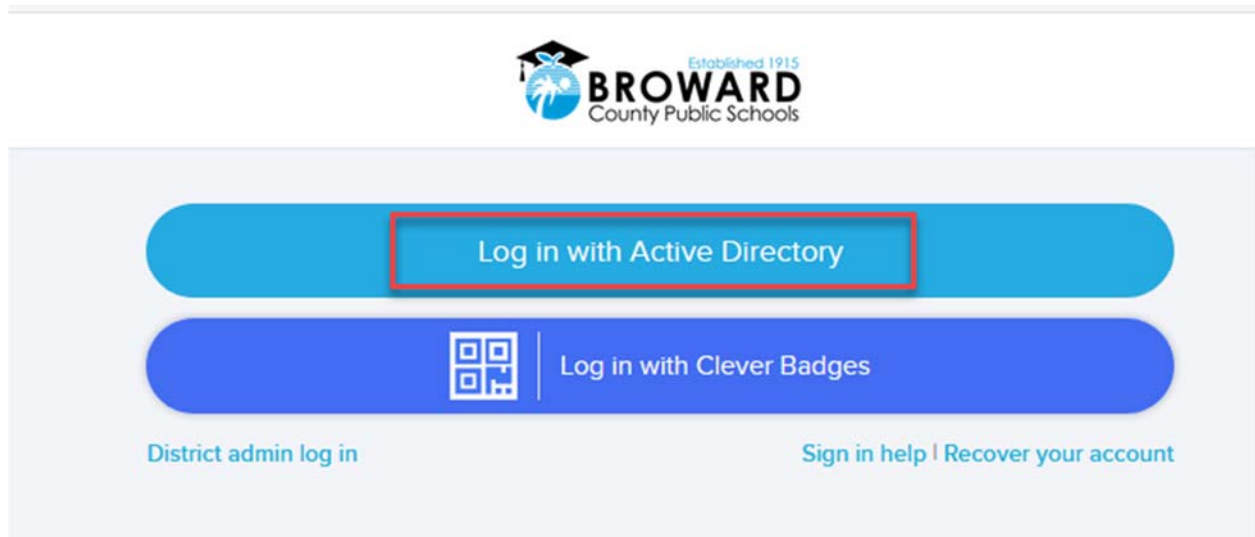 Established 1915
BROWARD
County Public Schools
Log in with Active Directory
Log in with Clever Badges
District admin log in
Sign in help | Recover your account